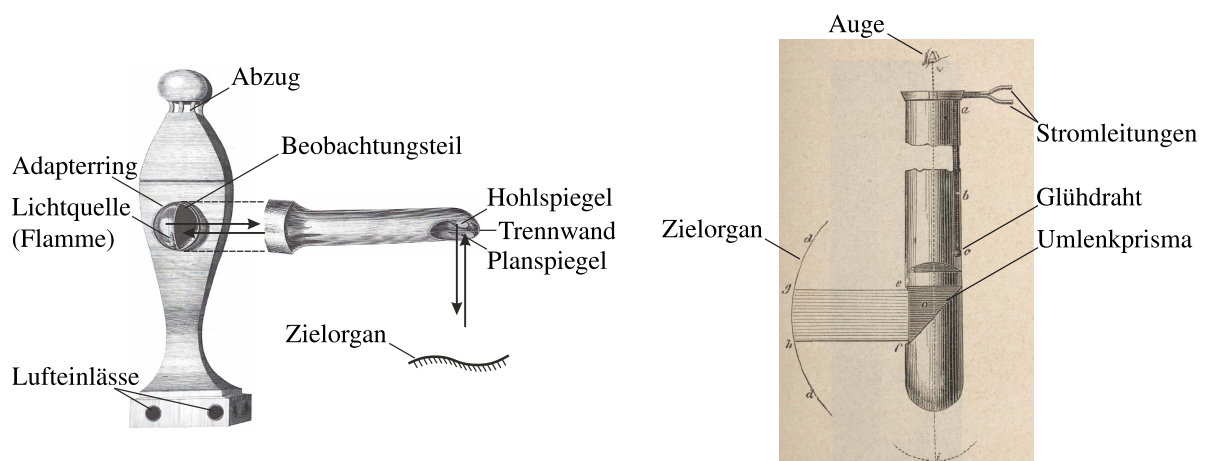 Abzug
Adapterring
Beobachtungsteil
Lichtquelle
(Flamme)
Hohlspiegel
Trennwand
Planspiegel
Zielorgan
Lufteinlässe
Auge
a
Stromleitungen
b
Glühdraht
Zielorgan
d
c
Umlenkprisma
g
e
o
h
f
d
i